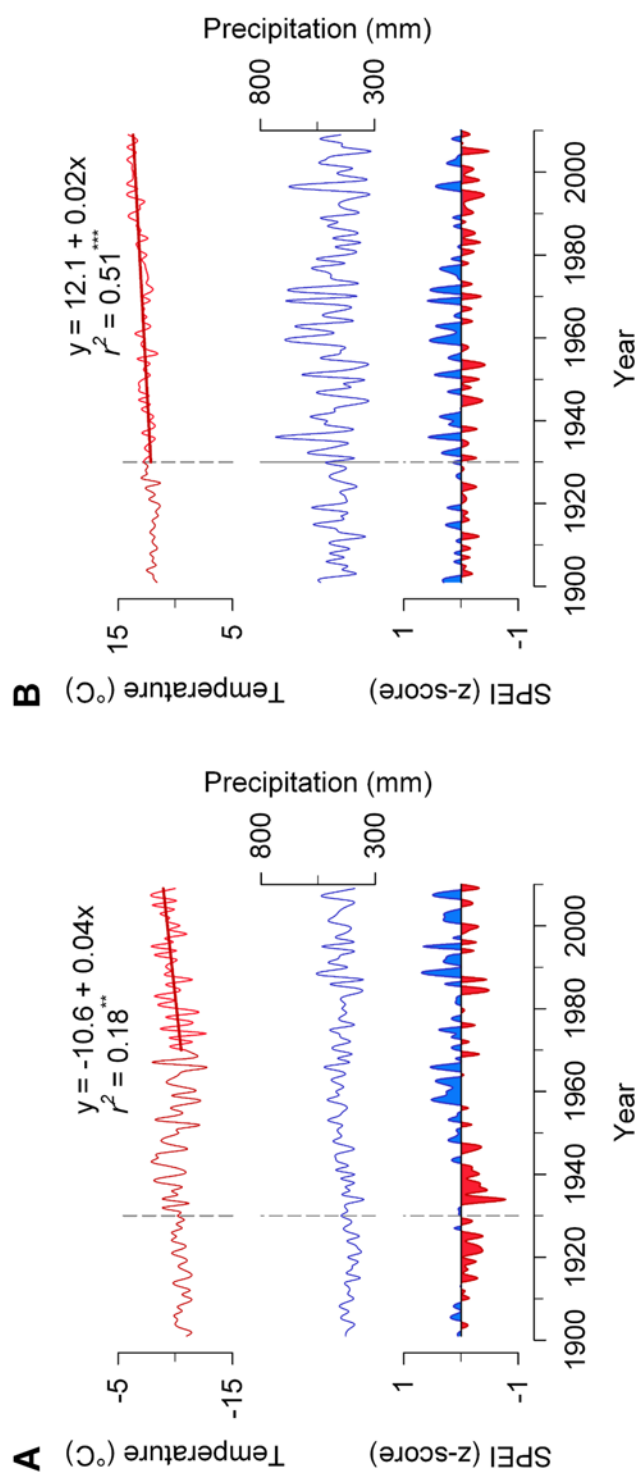 A
Temperature (°C)
-5
-15
y = -10.6 + 0.04x
r² = 0.18**
Precipitation (mm)
800
300
SPEI (z-score)
1
-1
1900 1920 1940 1960 1980 2000
Year
B
Temperature (°C)
15
5
y = 12.1 + 0.02x
r² = 0.51***
Precipitation (mm)
800
300
SPEI (z-score)
1
-1
1900 1920 1940 1960 1980 2000
Year